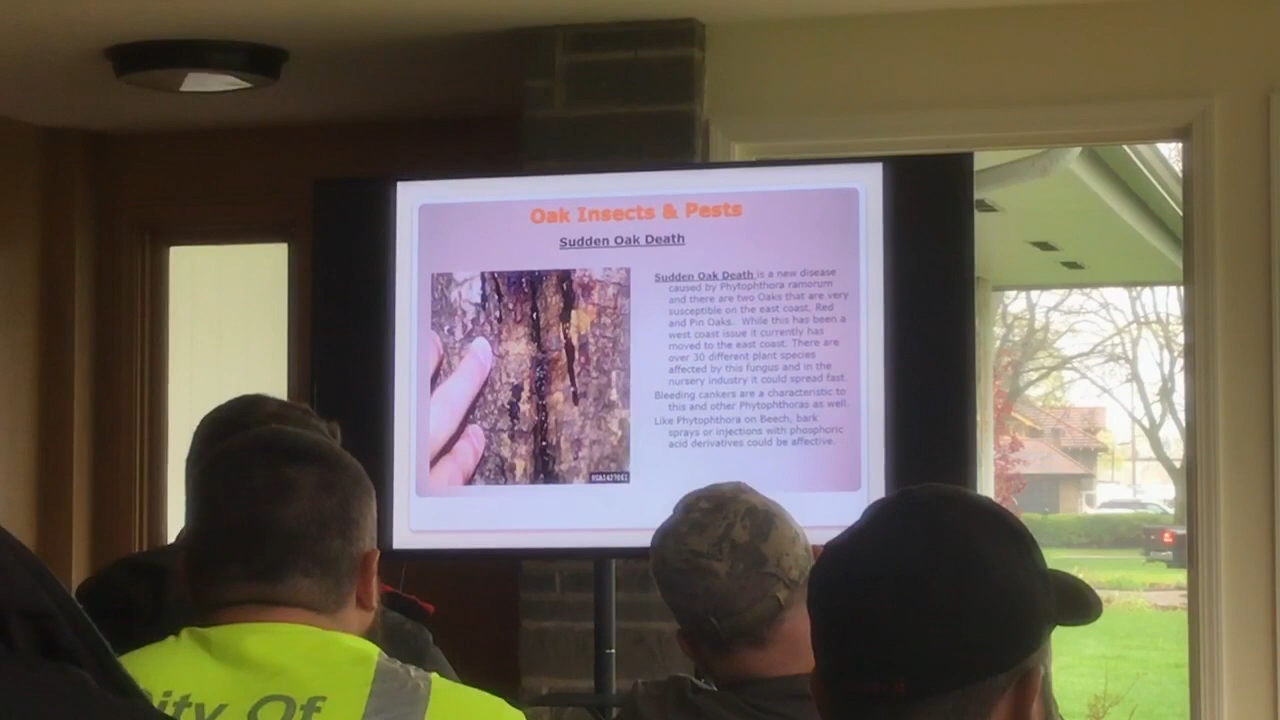 Oak Insects & Pests
Sudden Oak Death
Sudden Oak Death is a new disease
caused by Phytophthora ramorum
and there are two Oaks that are very
susceptible on the east coast, Red
and Pin Oaks. While this has been a
west coast issue it currently has
moved to the east coast. There are
over 30 different plant species
affected by this fungus and in the
nursery industry it could spread fast.
Bleeding cankers are a characteristic to
this and other Phytophthoras as well.
Like Phytophthora on Beech, bark
sprays or injections with phosphoric
acid derivatives could be affective.
City Of